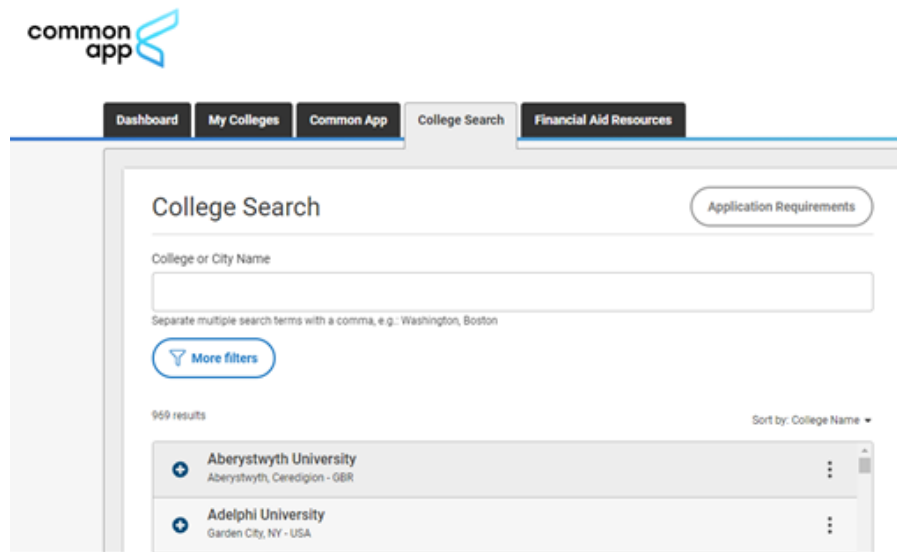 common
app
Dashboard
My Colleges
Common App
College Search
Financial Aid Resources
College Search
Application Requirements
College or City Name
Separate multiple search terms with a comma, e.g.: Washington, Boston
More filters
969 results
Sort by: College Name
Aberystwyth University
Aberystwyth, Ceredigion - GBR
Adelphi University
Garden City, NY - USA